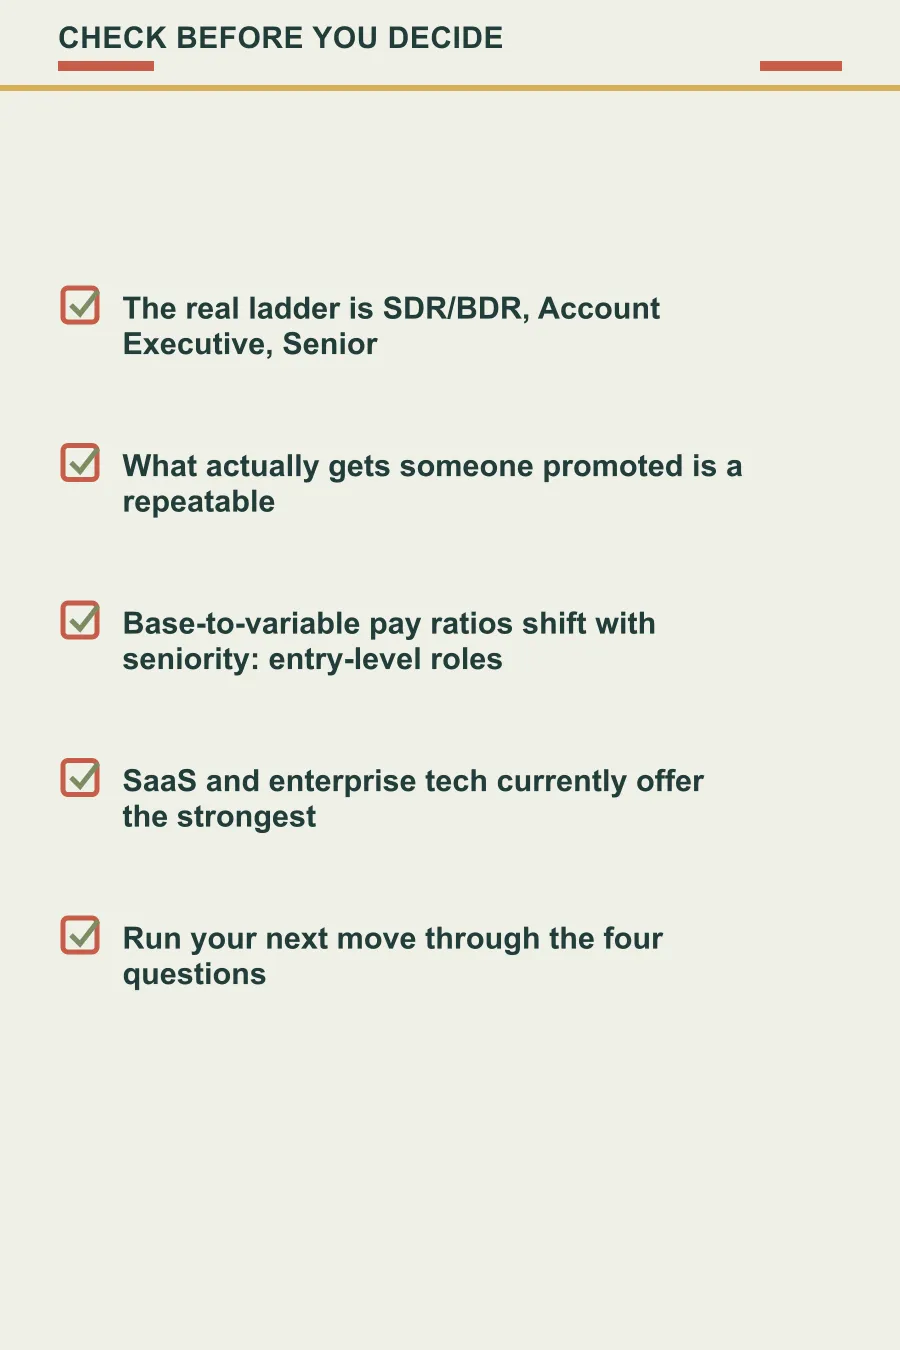 CHECK BEFORE YOU DECIDE
The real ladder is SDR/BDR, Account
Executive, Senior
What actually gets someone promoted is a
repeatable
Base-to-variable pay ratios shift with
seniority: entry-level roles
SaaS and enterprise tech currently offer
the strongest
Run your next move through the four
questions